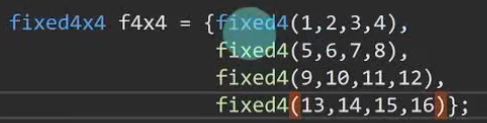 fixed4x4 f4x4 = {fixed4(1,2,3,4),
fixed4(5,6,7,8),
fixed4(9,10,11,12),
fixed4(13,14,15,16)};